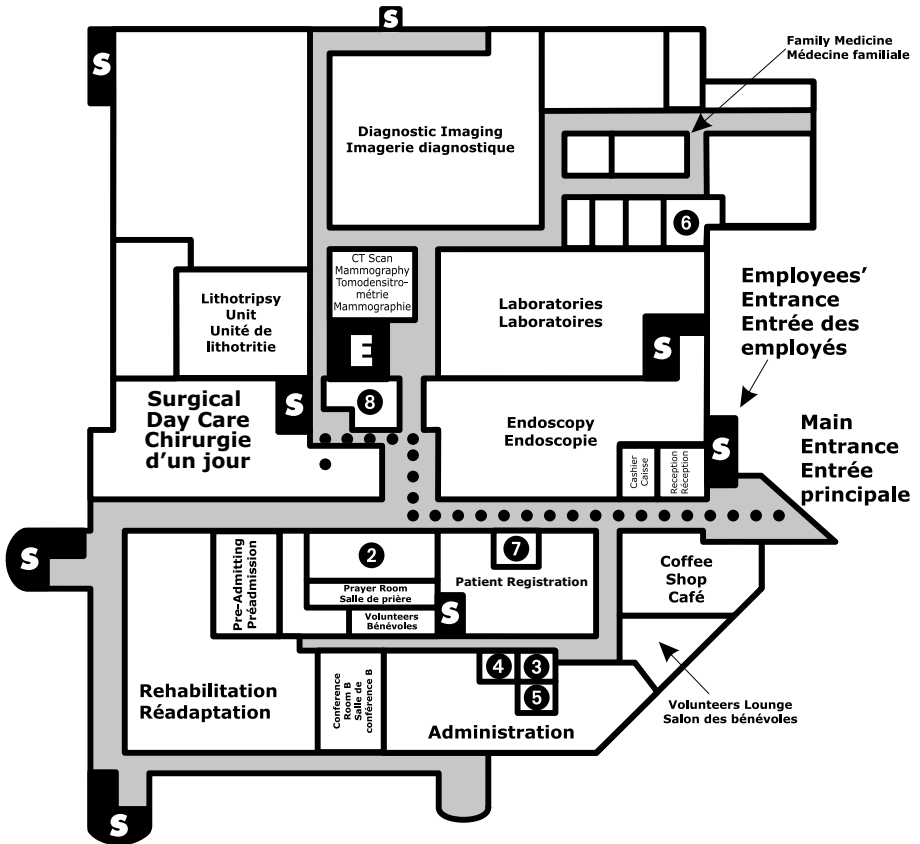 S
S
Family Medicine
Médecine familiale
Diagnostic Imaging
Imagerie diagnostique
6
CT Scan
Mammography
Tomodensitro-
métrie
Mammographie
Lithotripsy
Unit
Unité de
lithotritie
Laboratories
Laboratoires
Employees’
Entrance
Entrée des
employés
E
S
Surgical
Day Care
Chirurgie
d’un jour
S
8
Endoscopy
Endoscopie
Cashier
Caisse
Reception
Réception
S
Main
Entrance
Entrée
principale
S
Pre-Admitting
Préadmission
2
7
Patient Registration
Prayer Room
Salle de prière
Volunteers
Bénévoles
S
Coffee
Shop
Café
Rehabilitation
Réadaptation
Conference
Room B
Salle de
conférence B
4
3
5
Administration
Volunteers Lounge
Salon des bénévoles
S